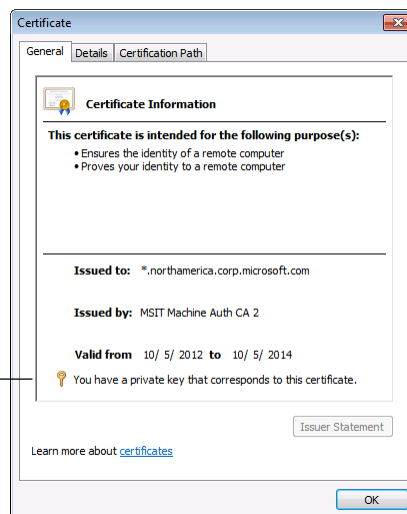 Certificate
General Details Certification Path
Certificate Information
This certificate is intended for the following purpose(s):
• Ensures the identity of a remote computer
• Proves your identity to a remote computer
Issued to: *.northamerica.corp.microsoft.com
Issued by: MSIT Machine Auth CA 2
Valid from 10/ 5/ 2012 to 10/ 5/ 2014
You have a private key that corresponds to this certificate.
Issuer Statement
Learn more about certificates
OK